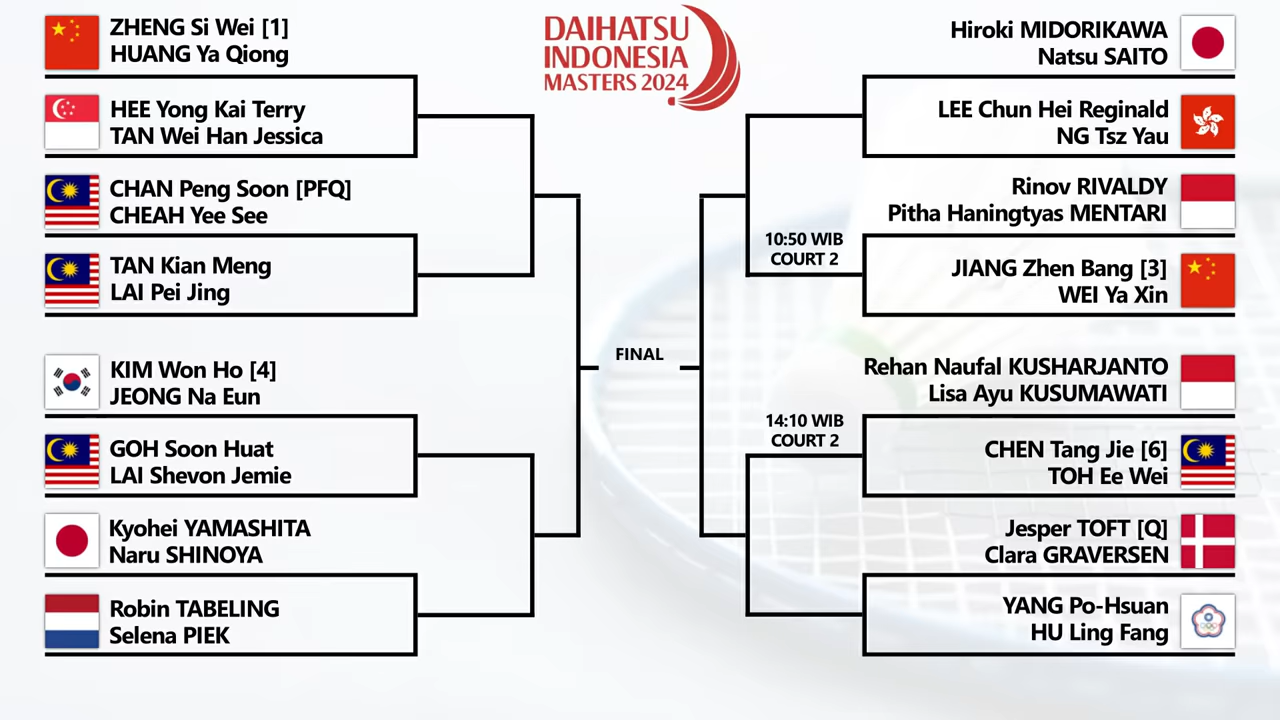 DAIHATSU
INDONESIA
MASTERS 2024
ZHENG Si Wei [1]
HUANG Ya Qiong
HEE Yong Kai Terry
TAN Wei Han Jessica
CHAN Peng Soon [PFQ]
CHEAH Yee See
TAN Kian Meng
LAI Pei Jing
KIM Won Ho [4]
JEONG Na Eun
GOH Soon Huat
LAI Shevon Jemie
Kyohei YAMASHITA
Naru SHINOYA
Robin TABELING
Selena PIEK
FINAL
Hiroki MIDORIKAWA
Natsu SAITO
LEE Chun Hei Reginald
NG Tsz Yau
Rinov RIVALDY
Pitha Haningtyas MENTARI
10:50 WIB
COURT 2
JIANG Zhen Bang [3]
WEI Ya Xin
Rehan Naufal KUSHARJANTO
Lisa Ayu KUSUMAWATI
14:10 WIB
COURT 2
CHEN Tang Jie [6]
TOH Ee Wei
Jesper TOFT [Q]
Clara GRAVERSEN
YANG Po-Hsuan
HU Ling Fang